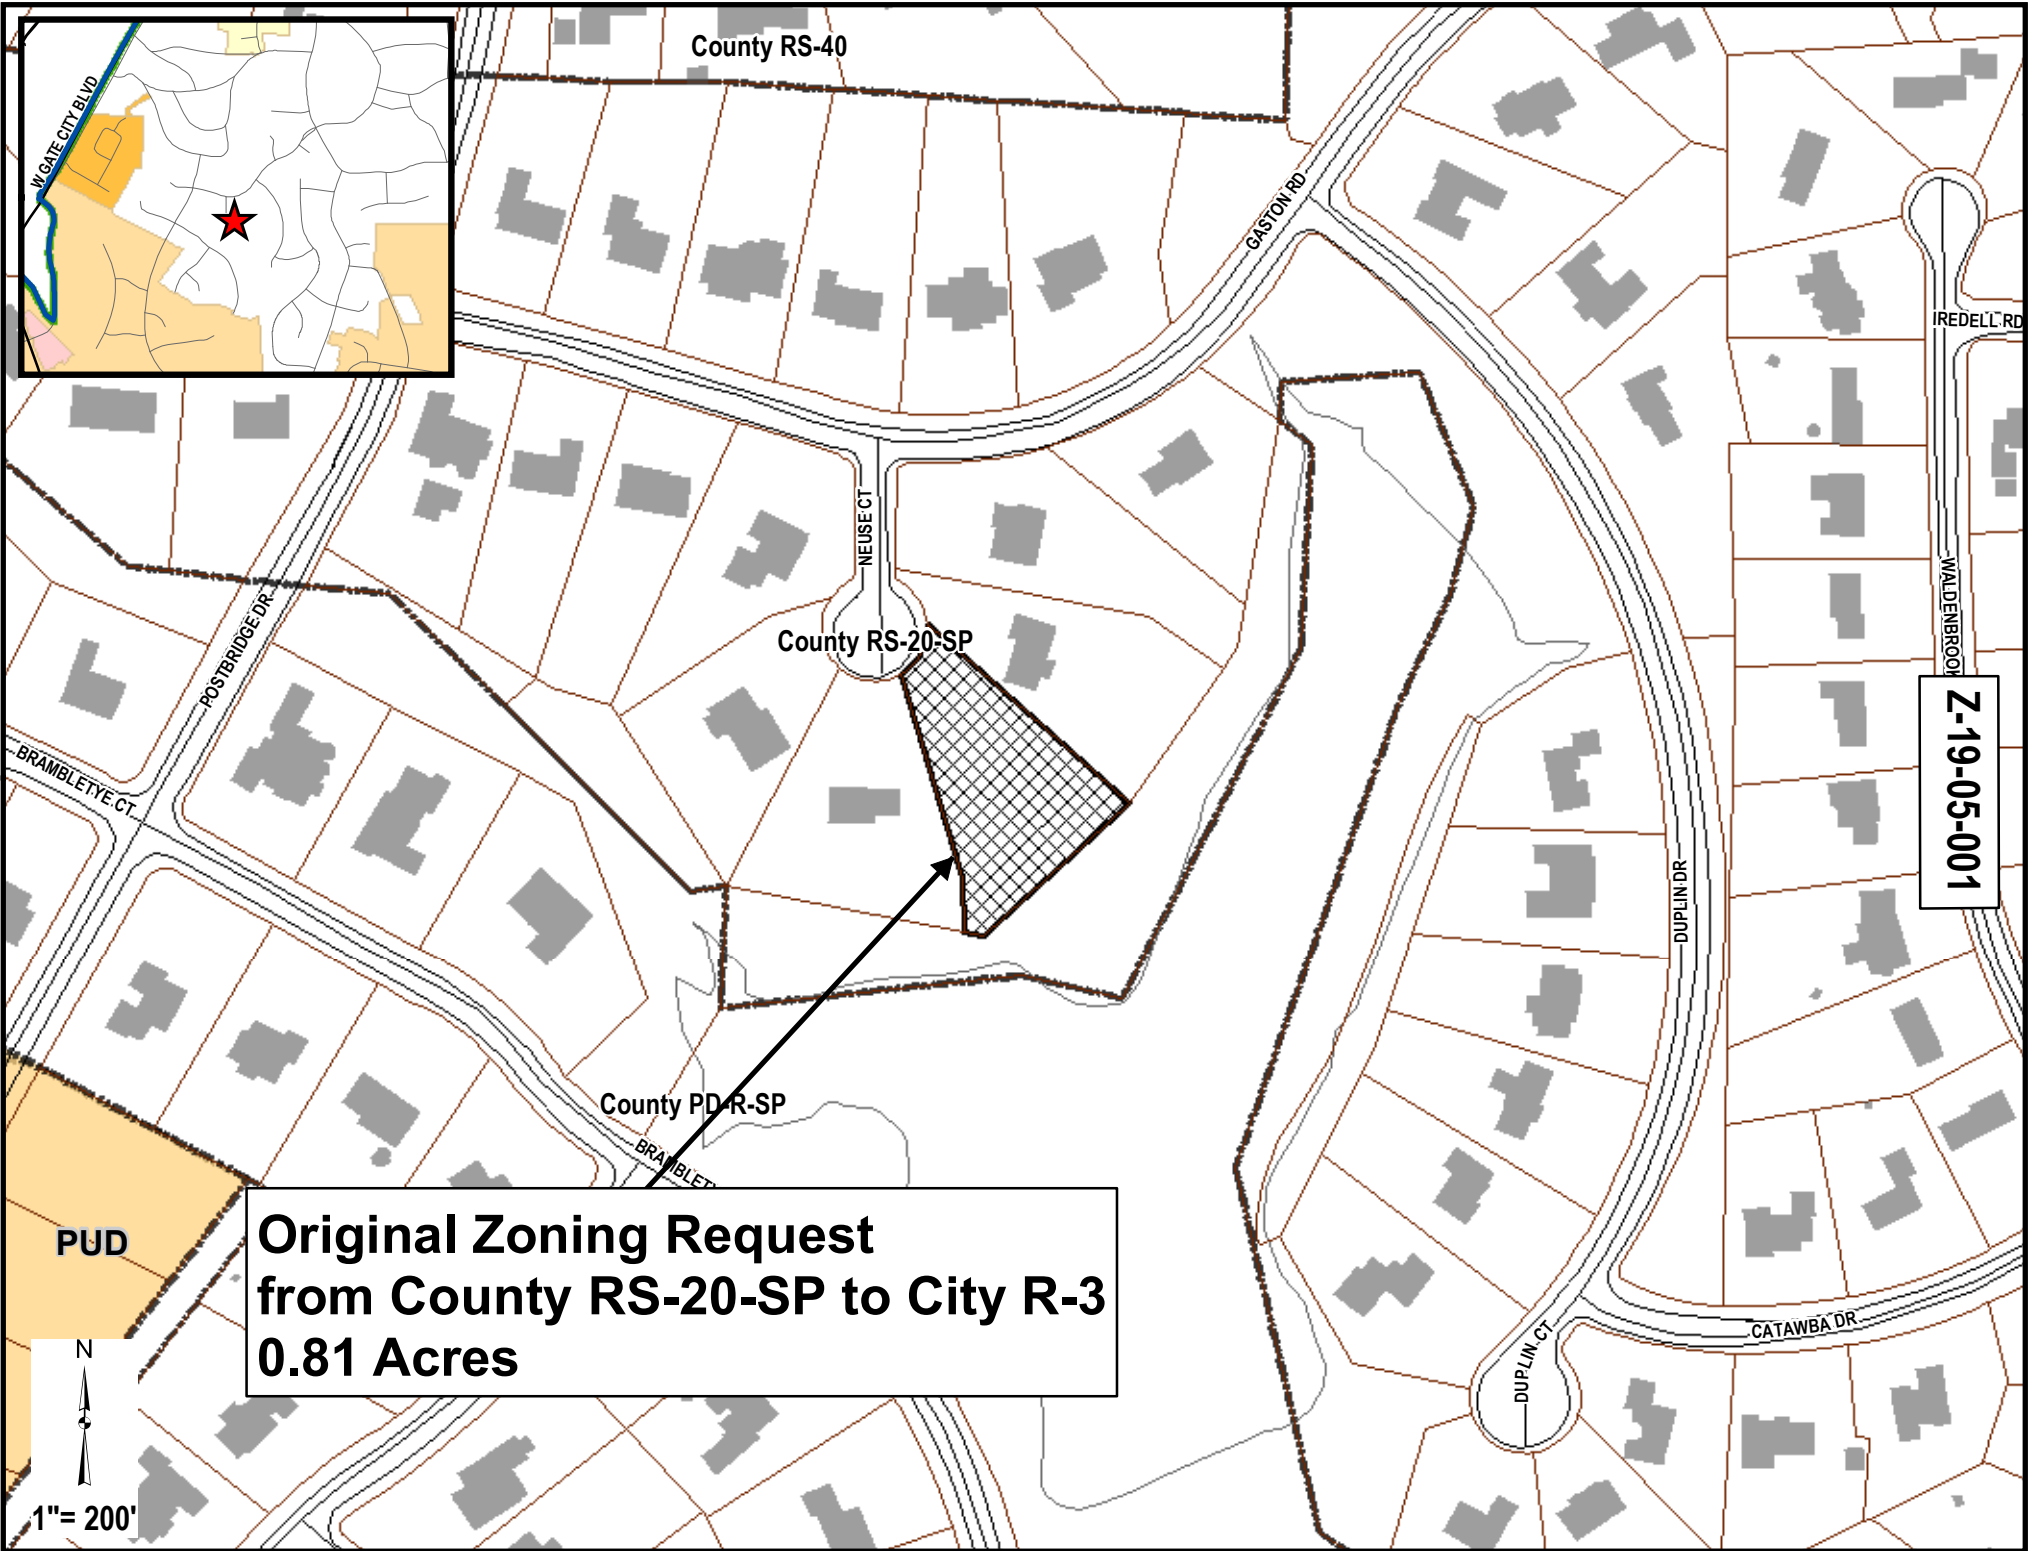 County RS-40
W GATE CITY BLVD
GASTON RD
IREDELL RD
NEUSE CT
County RS-20-SP
POSTBRIDGE DR
WALDENBROOK
Z-19-05-001
BRAMBLETYE CT
DUPLIN DR
County PD-R-SP
BRAMBLETY
PUD
Original Zoning Request
from County RS-20-SP to City R-3
0.81 Acres
CATAWBA DR
DUPLIN CT
N
1"= 200'